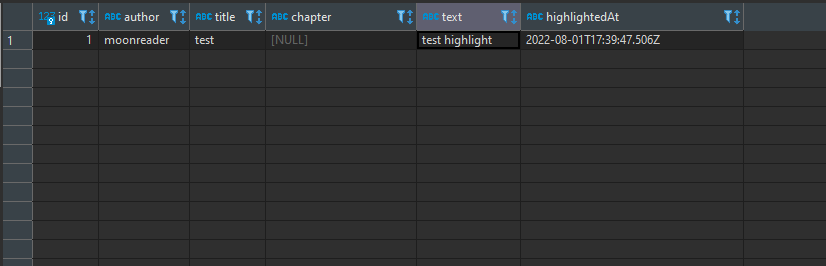 123 id ABC author ABC title ABC chapter ABC text ABC highlightedAt
1 1 moonreader test [NULL] test highlight 2022-08-01T17:39:47.506Z